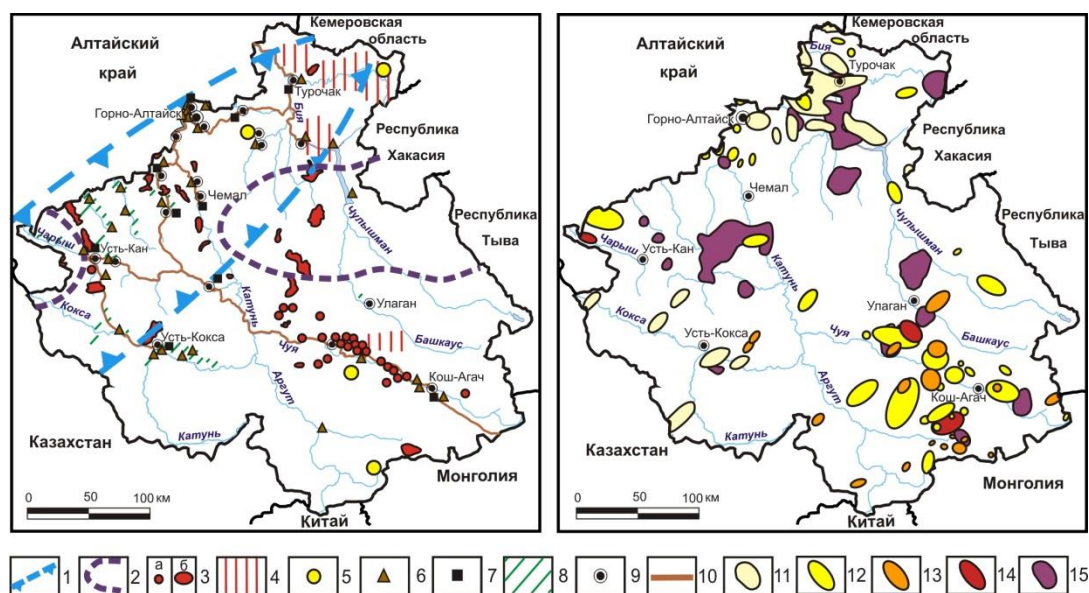 Алтайский
край
Кемеровская
область
Бия
Турочак
Горно-Алтайск
Республика
Хакасия
Чемал
Чулышман
Республика
Тыва
Чарыш
Усть-Кан
Катунь
Улаган
Кокса
Усть-Кокса
Чуя
Башкаус
Аргут
Кош-Агач
Казахстан
Катунь
Монголия
0 50 100 км
Китай
Кемеровская
область
Алтайский
край
Бия
Турочак
Горно-Алтайск
Республика
Хакасия
Чемал
Чулышман
Республика
Тыва
Чарыш
Усть-Кан
Катунь
Улаган
Кокса
Усть-Кокса
Чуя
Башкаус
Аргут
Кош-Агач
Казахстан
Катунь
Монголия
0 50 100 км
Китай
1 2 а б 3 4 5 6 7 8 9 10 11 12 13 14 15